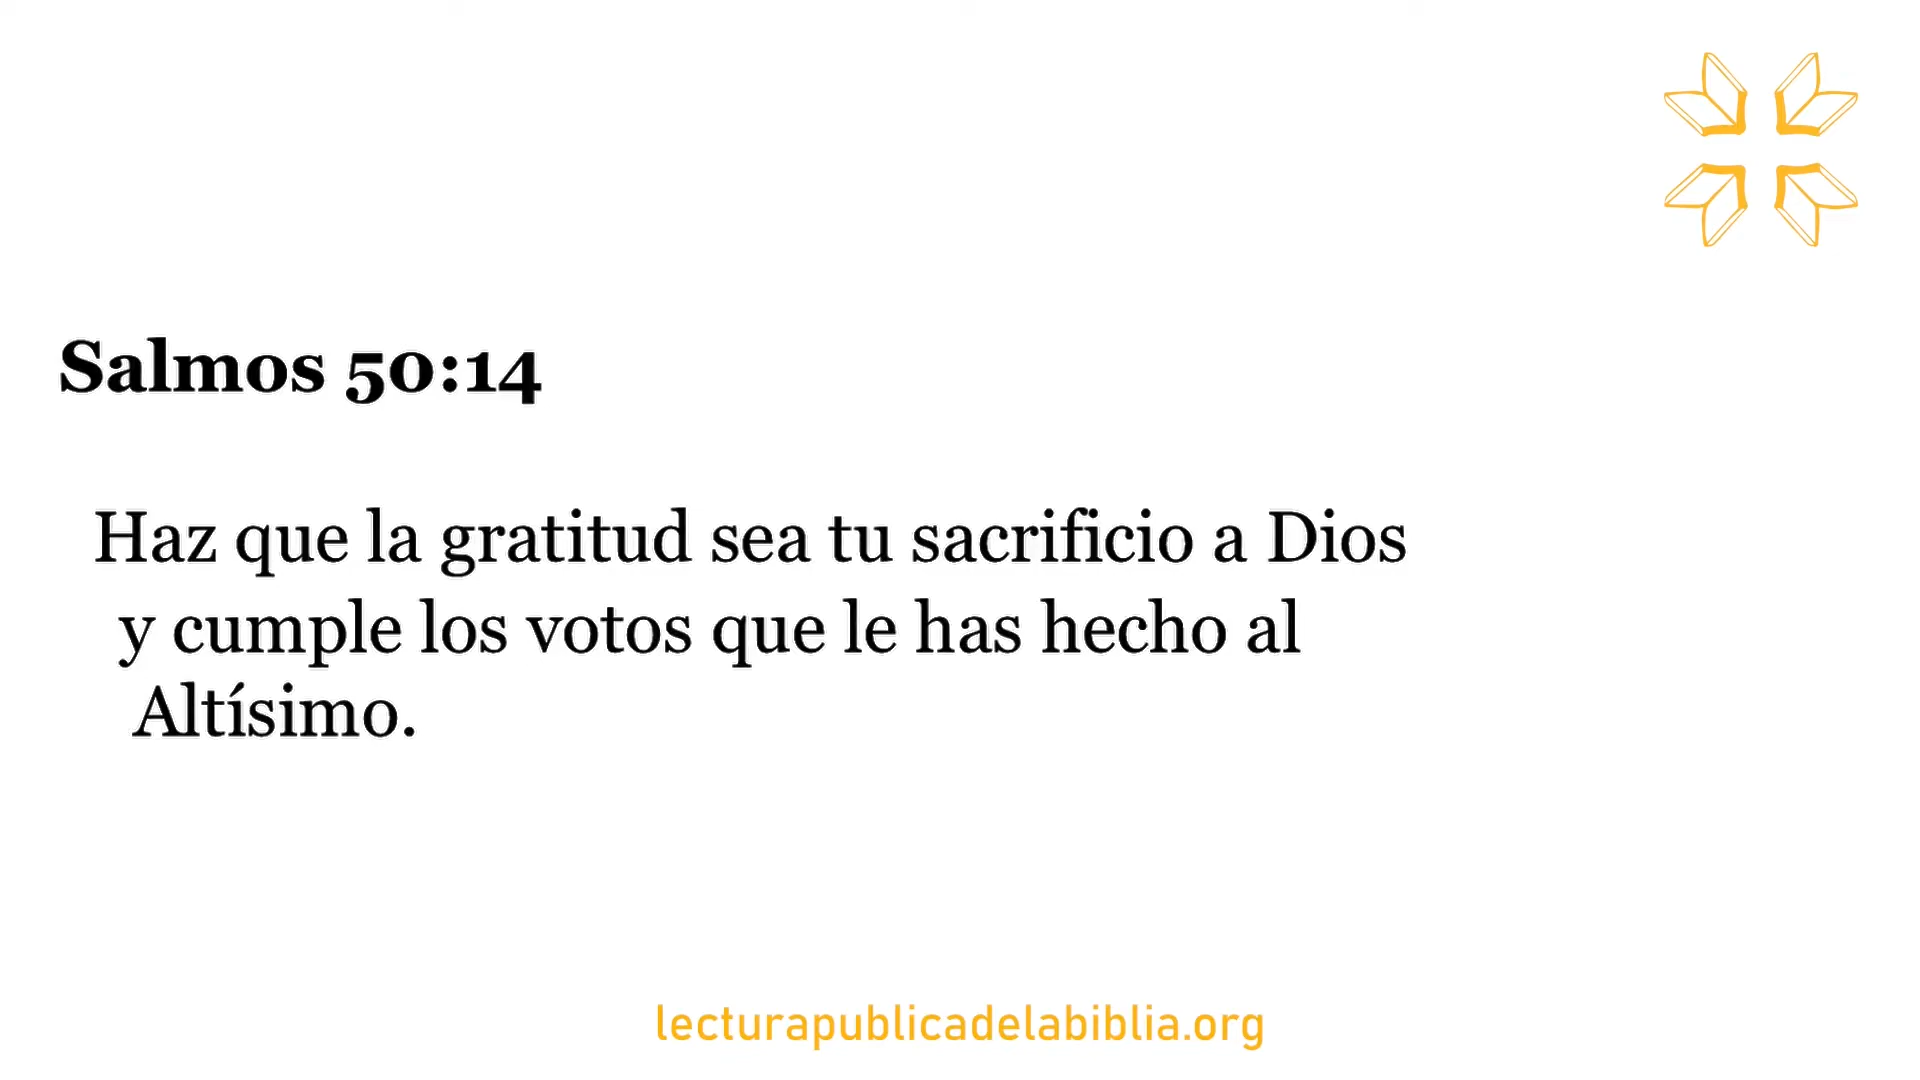 Salmos 50:14
Haz que la gratitud sea tu sacrificio a Dios
y cumple los votos que le has hecho al
Altísimo.
lecturapublicadelabiblia.org